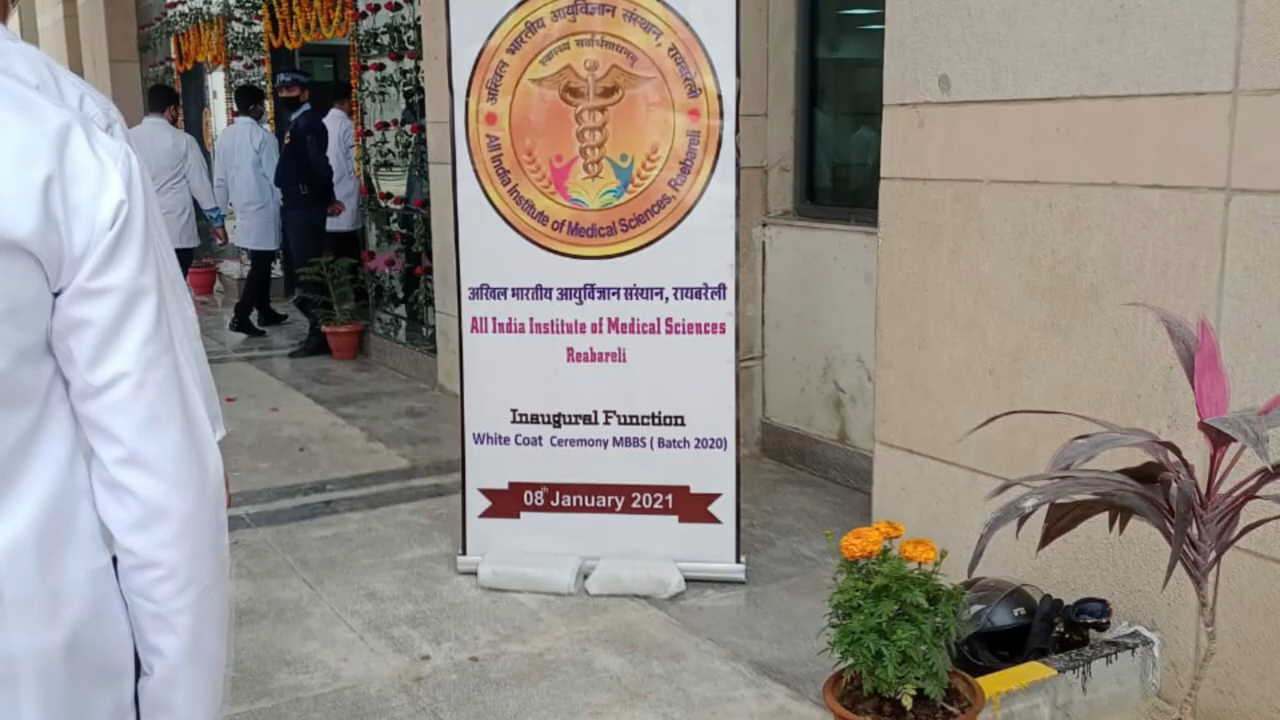 अखिल भारतीय आयुर्विज्ञान संस्थान, रायबरेली
स्वास्थ्यं सर्वार्थसाधनम्
All India Institute of Medical Sciences, Raebareli
अखिल भारतीय आयुर्विज्ञान संस्थान, रायबरेली
All India Institute of Medical Sciences
Reabareli
Inaugural Function
White Coat Ceremony MBBS ( Batch 2020)
08th January 2021